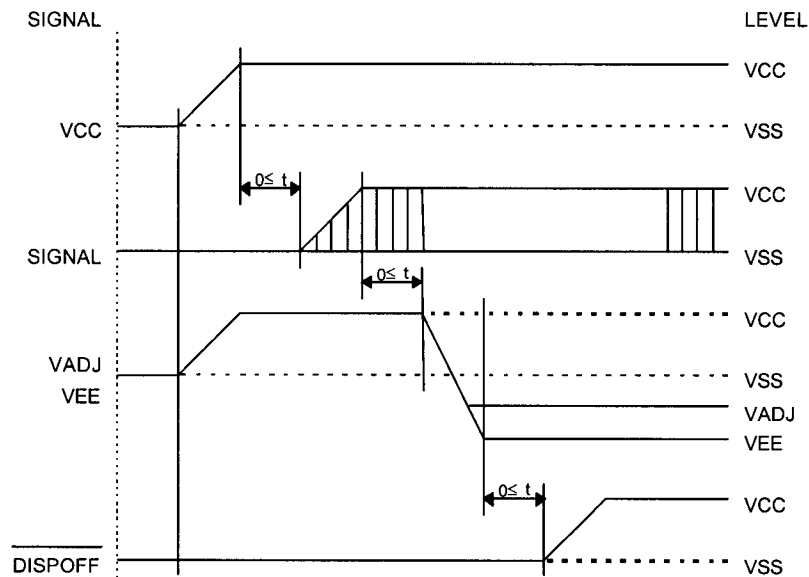 SIGNAL LEVEL
VCC
VCC VSS
0≤ t
VCC
SIGNAL VSS
0≤ t
VCC
VADJ
VSS
VEE
VADJ
VEE
0≤ t
VCC
DISPOFF VSS